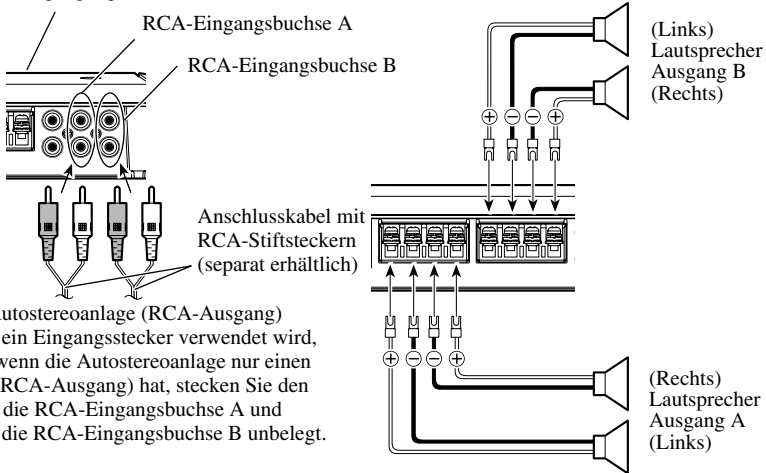 RCA-Eingangsbuchse A
RCA-Eingangsbuchse B
Anschlusskabel mit
RCA-Stiftsteckern
(separat erhältlich)
(RCA-Ausgang)
ein Eingangsstecker verwendet wird,
wenn die Autostereoanlage nur einen
(RCA-Ausgang) hat, stecken Sie den
die RCA-Eingangsbuchse A und
die RCA-Eingangsbuchse B unbelegt.
(Links)
Lautsprecher
Ausgang B
(Rechts)
+ − − +
+ − − +
(Rechts)
Lautsprecher
Ausgang A
(Links)